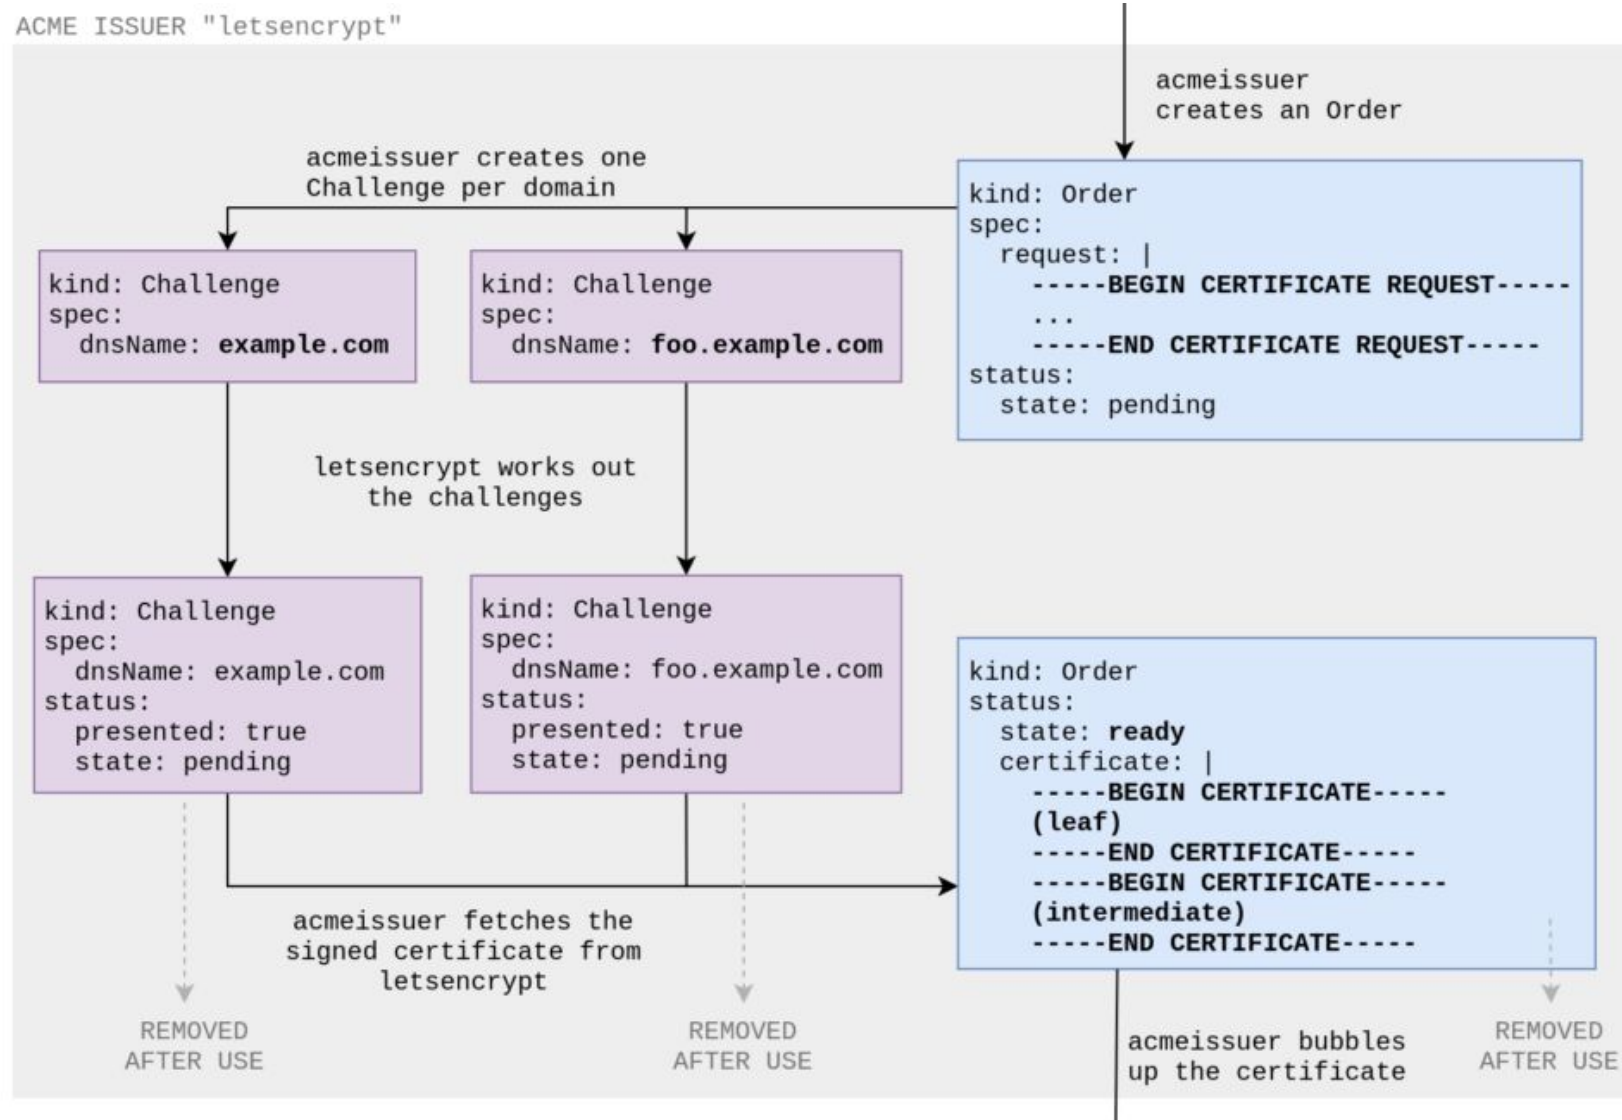 ACME ISSUER "letsencrypt"
acmeissuer
creates an Order
acmeissuer creates one
Challenge per domain
kind: Order
spec:
  request: |
    -----BEGIN CERTIFICATE REQUEST-----
    ...
    -----END CERTIFICATE REQUEST-----
status:
  state: pending
kind: Challenge
spec:
  dnsName: example.com
kind: Challenge
spec:
  dnsName: foo.example.com
letsencrypt works out
the challenges
kind: Challenge
spec:
  dnsName: example.com
status:
  presented: true
  state: pending
kind: Challenge
spec:
  dnsName: foo.example.com
status:
  presented: true
  state: pending
kind: Order
status:
  state: ready
  certificate: |
    -----BEGIN CERTIFICATE-----
    (leaf)
    -----END CERTIFICATE-----
    -----BEGIN CERTIFICATE-----
    (intermediate)
    -----END CERTIFICATE-----
acmeissuer fetches the
signed certificate from
letsencrypt
REMOVED
AFTER USE
REMOVED
AFTER USE
acmeissuer bubbles
up the certificate
REMOVED
AFTER USE